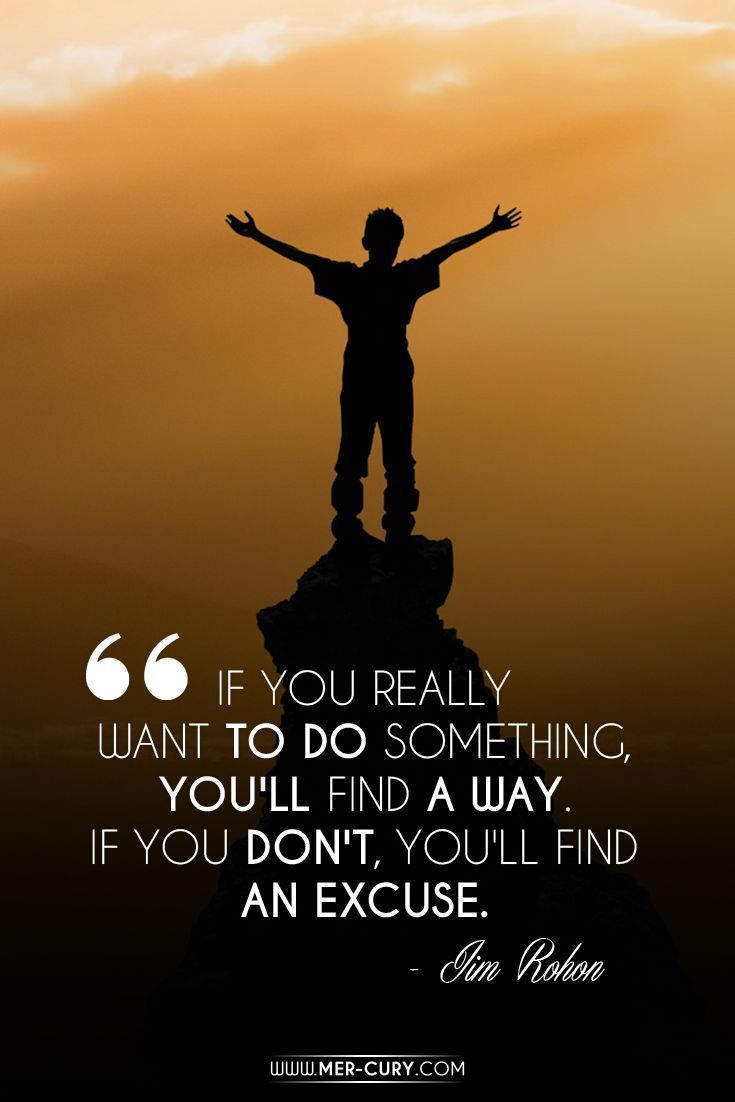 “ IF YOU REALLY
WANT TO DO SOMETHING,
YOU'LL FIND A WAY.
IF YOU DON'T, YOU'LL FIND
AN EXCUSE.
- Jim Rohon
WWW.MER-CURY.COM